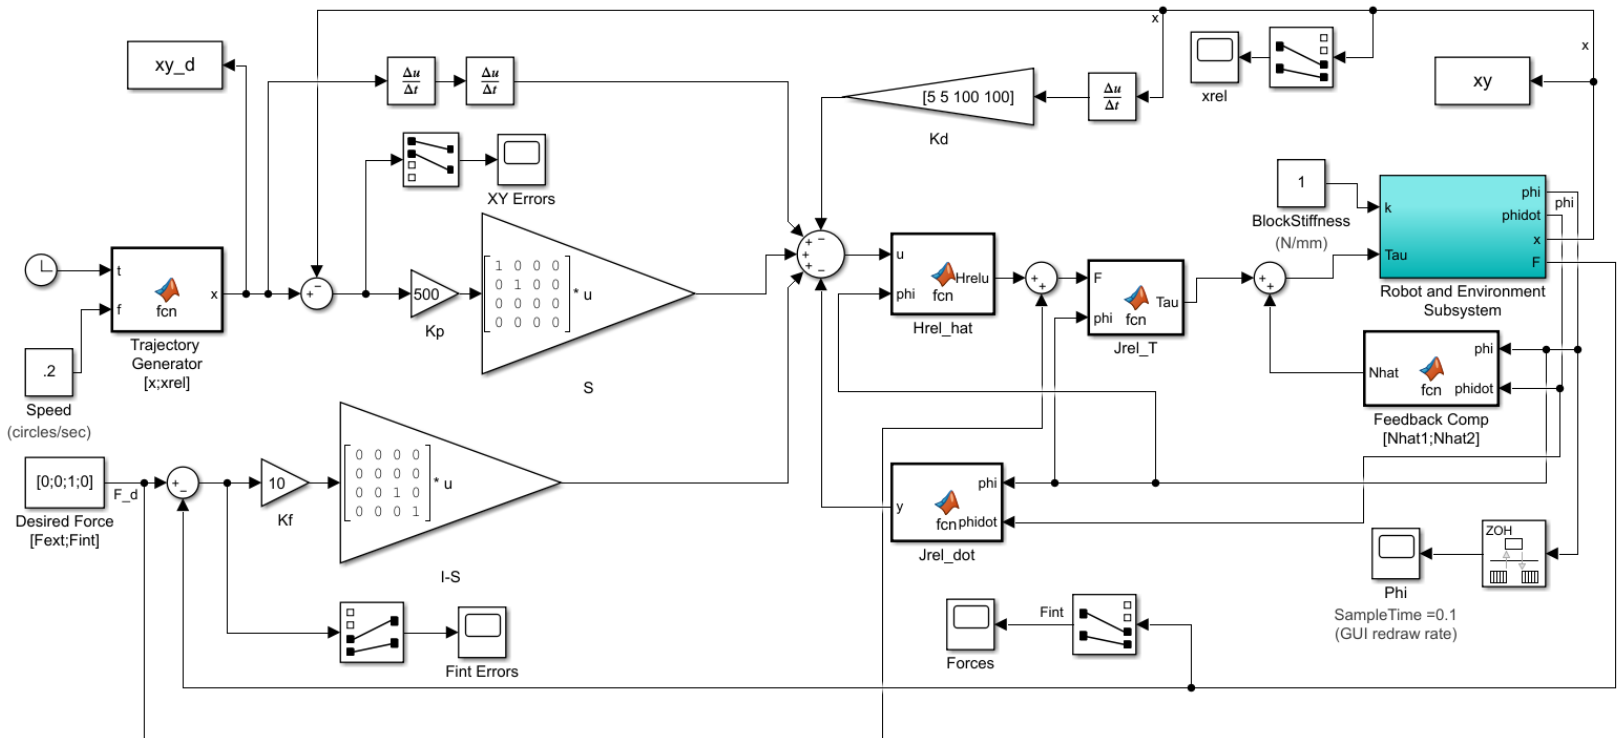 x
x
xy_d
Δu
Δt
Δu
Δt
[5 5 100 100]
Kd
Δu
Δt
xrel
xy
XY Errors
1
BlockStiffness
(N/mm)
k
Tau
phi
phidot
x
F
phi
Robot and Environment
Subsystem
t
f
fcn
x
Trajectory
Generator
[x;xrel]
.2
Speed
(circles/sec)
+
−
500
Kp
1 0 0 0
0 1 0 0
0 0 0 0
0 0 0 0
* u
S
+ −
+
+ −
u
phi
fcn
Hrelu
Hrel_hat
+
+
F
phi
fcn
Tau
Jrel_T
+
+
phi
phidot
Nhat
fcn
Feedback Comp
[Nhat1;Nhat2]
[0;0;1;0]
F_d
Desired Force
[Fext;Fint]
+
−
10
Kf
0 0 0 0
0 0 0 0
0 0 1 0
0 0 0 1
* u
I-S
phi
phidot
y
fcn
Jrel_dot
ZOH
Phi
SampleTime =0.1
(GUI redraw rate)
Fint Errors
Fint
Forces